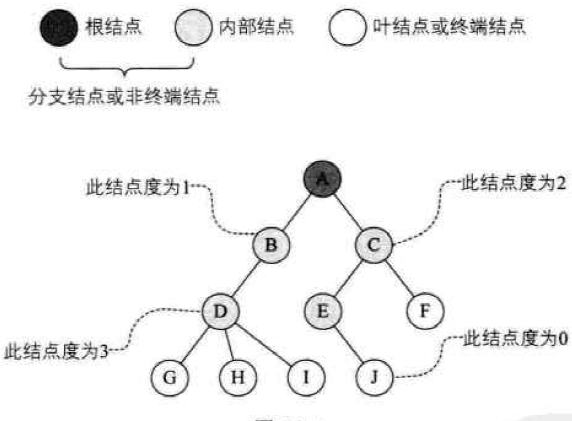 根结点 内部结点 叶结点或终端结点
分支结点或非终端结点
A
此结点度为1 此结点度为2
B C
D E F
此结点度为3 此结点度为0
G H I J